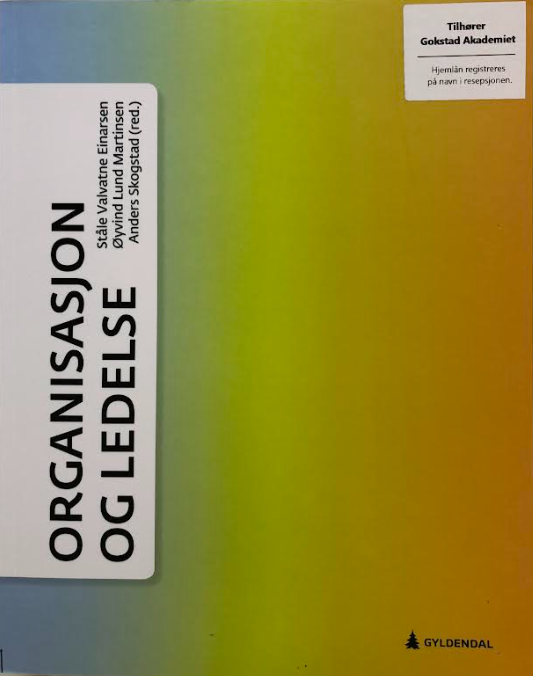 Tilhører
Gokstad Akademiet
Hjemlån registreres
på navn i resepsjonen.
ORGANISASJON
OG LEDELSE
Ståle Valvatne Einarsen
Øyvind Lund Martinsen
Anders Skogstad (red.)
GYLDENDAL